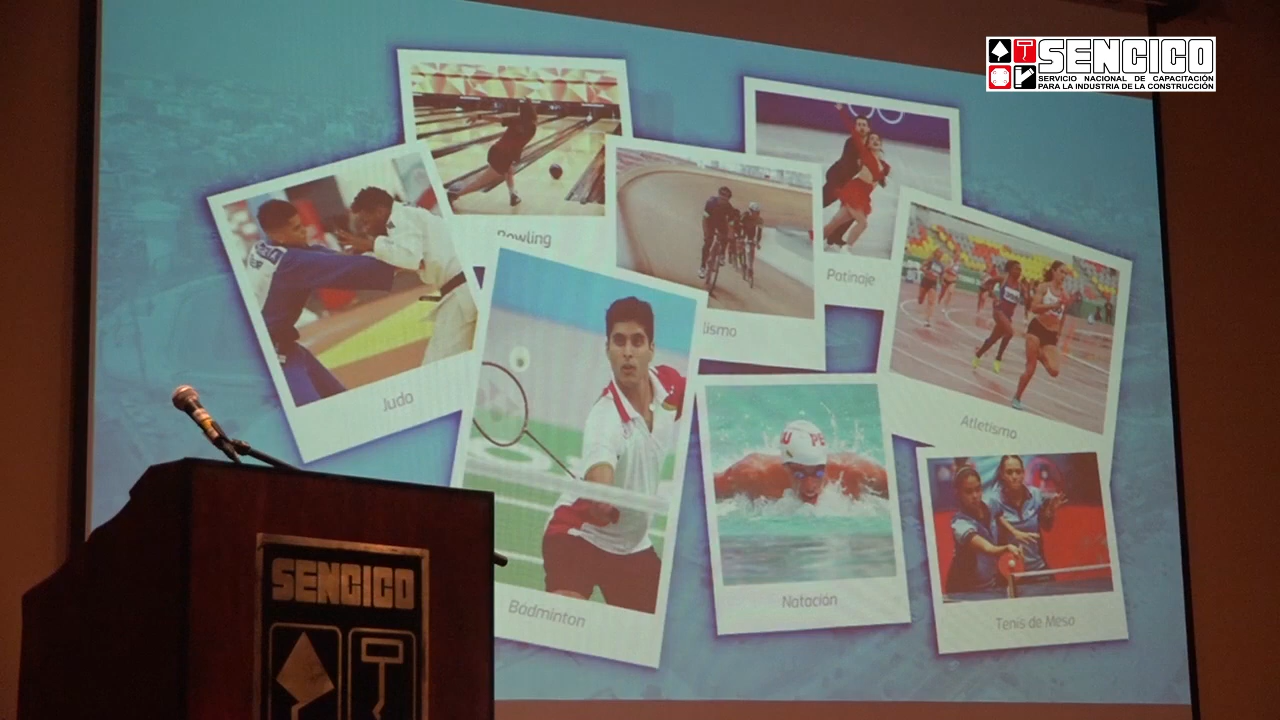 SENCICO
SERVICIO NACIONAL DE CAPACITACIÓN
PARA LA INDUSTRIA DE LA CONSTRUCCIÓN
Bowling
Patinaje
lismo
Judo
Atletismo
Bádminton
Natación
Tenis de Mesa
PE
SENCICO